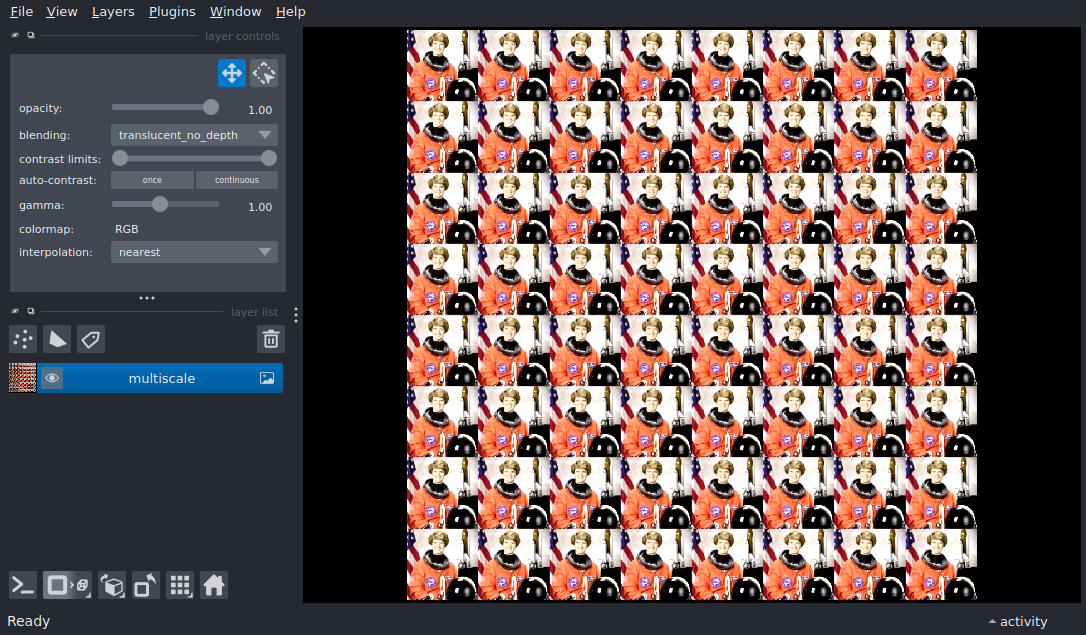 File View Layers Plugins Window Help
layer controls
opacity: 1.00
blending: translucent_no_depth
contrast limits:
auto-contrast: once continuous
gamma: 1.00
colormap: RGB
interpolation: nearest
layer list
multiscale
Ready activity